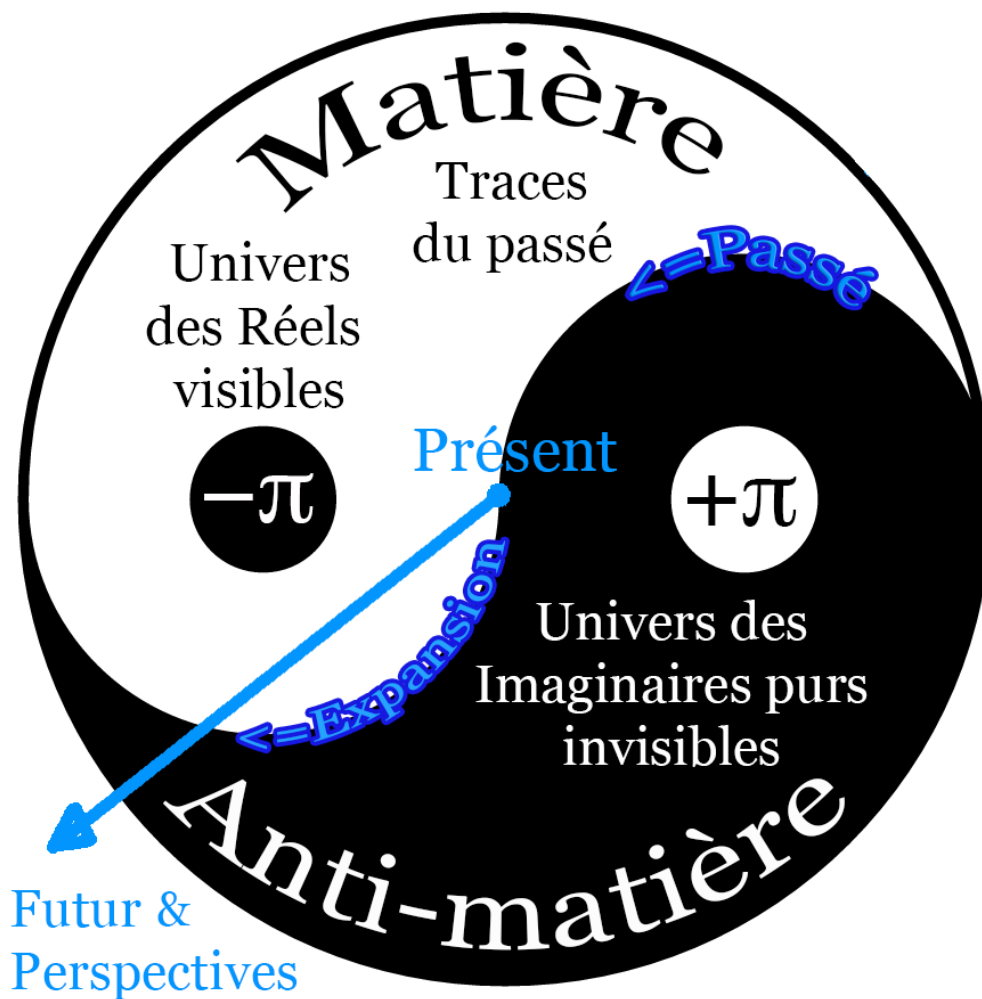 Matière
Traces
du passé
<=Passé
Univers
des Réels
visibles
Présent
−π
+π
<=Expansion
Univers des
Imaginaires purs
invisibles
Anti-matière
Futur &
Perspectives